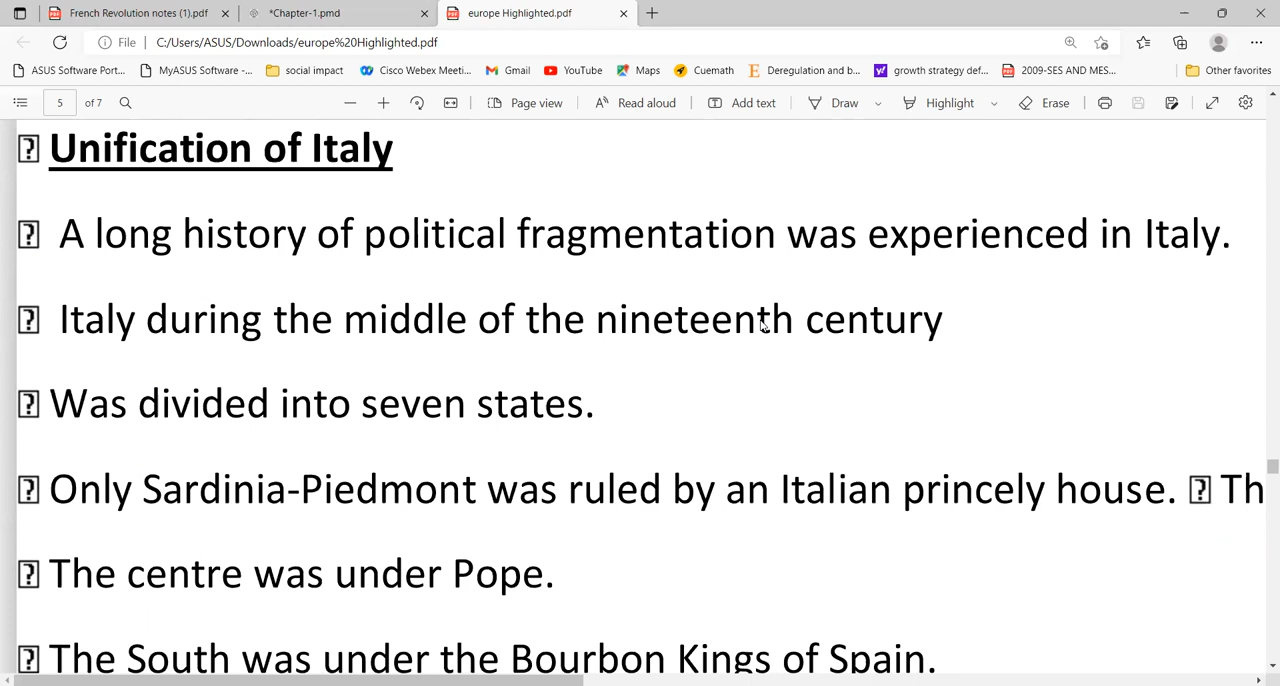 French Revolution notes (1).pdf
*Chapter-1.pmd
europe Highlighted.pdf
File
C:/Users/ASUS/Downloads/europe%20Highlighted.pdf
ASUS Software Port...
MyASUS Software -...
social impact
Cisco Webex Meeti...
Gmail
YouTube
Maps
Cuemath
Deregulation and b...
growth strategy def...
2009-SES AND MES...
Other favorites
5
of 7
Page view
Read aloud
Add text
Draw
Highlight
Erase
Unification of Italy
A long history of political fragmentation was experienced in Italy.
Italy during the middle of the nineteenth century
Was divided into seven states.
Only Sardinia-Piedmont was ruled by an Italian princely house. Th
The centre was under Pope.
The South was under the Bourbon Kings of Spain.